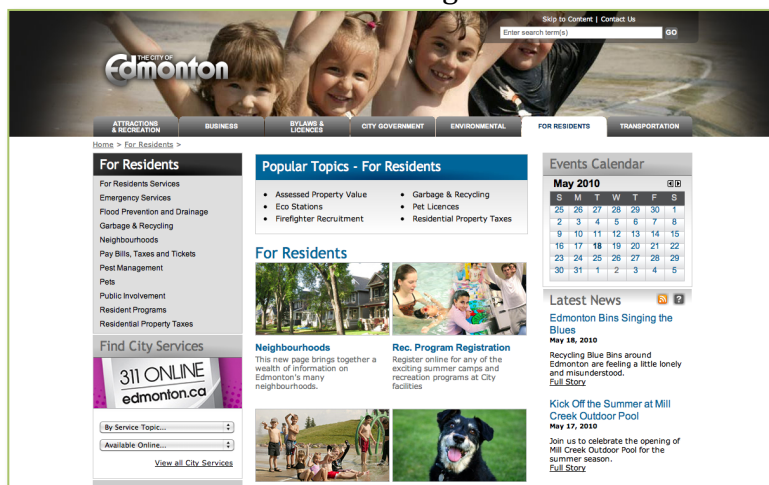 Skip to Content | Contact Us
Enter search term(s)
GO
THE CITY OF
Edmonton
ATTRACTIONS
& RECREATION
BUSINESS
BYLAWS &
LICENCES
CITY GOVERNMENT
ENVIRONMENTAL
FOR RESIDENTS
TRANSPORTATION
Home > For Residents >
For Residents
For Residents Services
Emergency Services
Flood Prevention and Drainage
Garbage & Recycling
Neighbourhoods
Pay Bills, Taxes and Tickets
Pest Management
Pets
Public Involvement
Resident Programs
Residential Property Taxes
Find City Services
311 ONLINE
edmonton.ca
By Service Topic...
Available Online...
View all City Services
Popular Topics - For Residents
• Assessed Property Value
• Eco Stations
• Firefighter Recruitment
• Garbage & Recycling
• Pet Licences
• Residential Property Taxes
For Residents
Neighbourhoods
This new page brings together a
wealth of information on
Edmonton's many
neighbourhoods.
Rec. Program Registration
Register online for any of the
exciting summer camps and
recreation programs at City
facilities
Events Calendar
May 2010
S M T W T F S
25 26 27 28 29 30 1
2 3 4 5 6 7 8
9 10 11 12 13 14 15
16 17 18 19 20 21 22
23 24 25 26 27 28 29
30 31 1 2 3 4 5
Latest News
?
Edmonton Bins Singing the
Blues
May 18, 2010
Recycling Blue Bins around
Edmonton are feeling a little lonely
and misunderstood.
Full Story
Kick Off the Summer at Mill
Creek Outdoor Pool
May 17, 2010
Join us to celebrate the opening of
Mill Creek Outdoor Pool for the
summer season.
Full Story